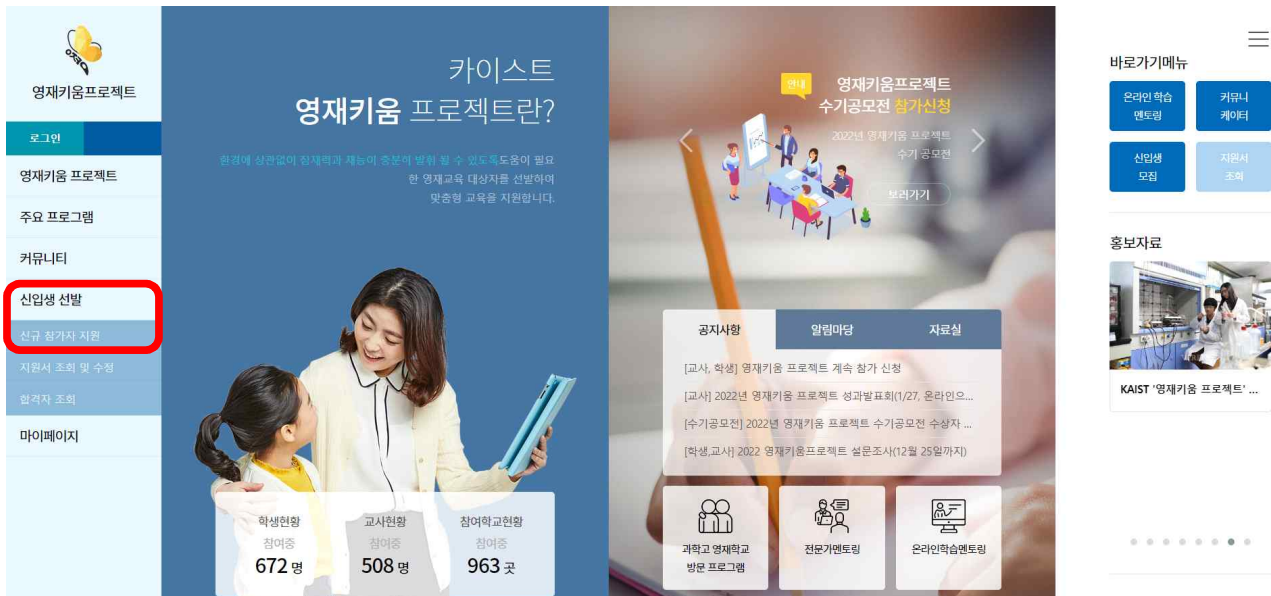 영재키움프로젝트
로그인
영재키움 프로젝트
주요 프로그램
커뮤니티
신입생 선발
신규 참가자 지원
지원서 조회 및 수정
합격자 조회
마이페이지
카이스트
영재키움 프로젝트란?
환경에 상관없이 잠재력과 재능이 충분이 발휘 될 수 있도록도움이 필요
한 영재교육 대상자를 선발하여
맞춤형 교육을 지원합니다.
학생현황
참여중
672 명
교사현황
참여중
508 명
참여학교현황
참여중
963 곳
안내
영재키움프로젝트
수기공모전 참가신청
2022년 영재키움 프로젝트
수기 공모전
보러가기
공지사항 알림마당 자료실
[교사, 학생] 영재키움 프로젝트 계속 참가 신청
[교사] 2022년 영재키움 프로젝트 성과발표회(1/27, 온라인으...
[수기공모전] 2022년 영재키움 프로젝트 수기공모전 수상자 ...
[학생,교사] 2022 영재키움프로젝트 설문조사(12월 25일까지)
과학고 영재학교
방문 프로그램
전문가멘토링
온라인학습멘토링
바로가기메뉴
온라인 학습
멘토링
커뮤니
케이터
신입생
모집
지원서
조회
홍보자료
KAIST '영재키움 프로젝트' ...